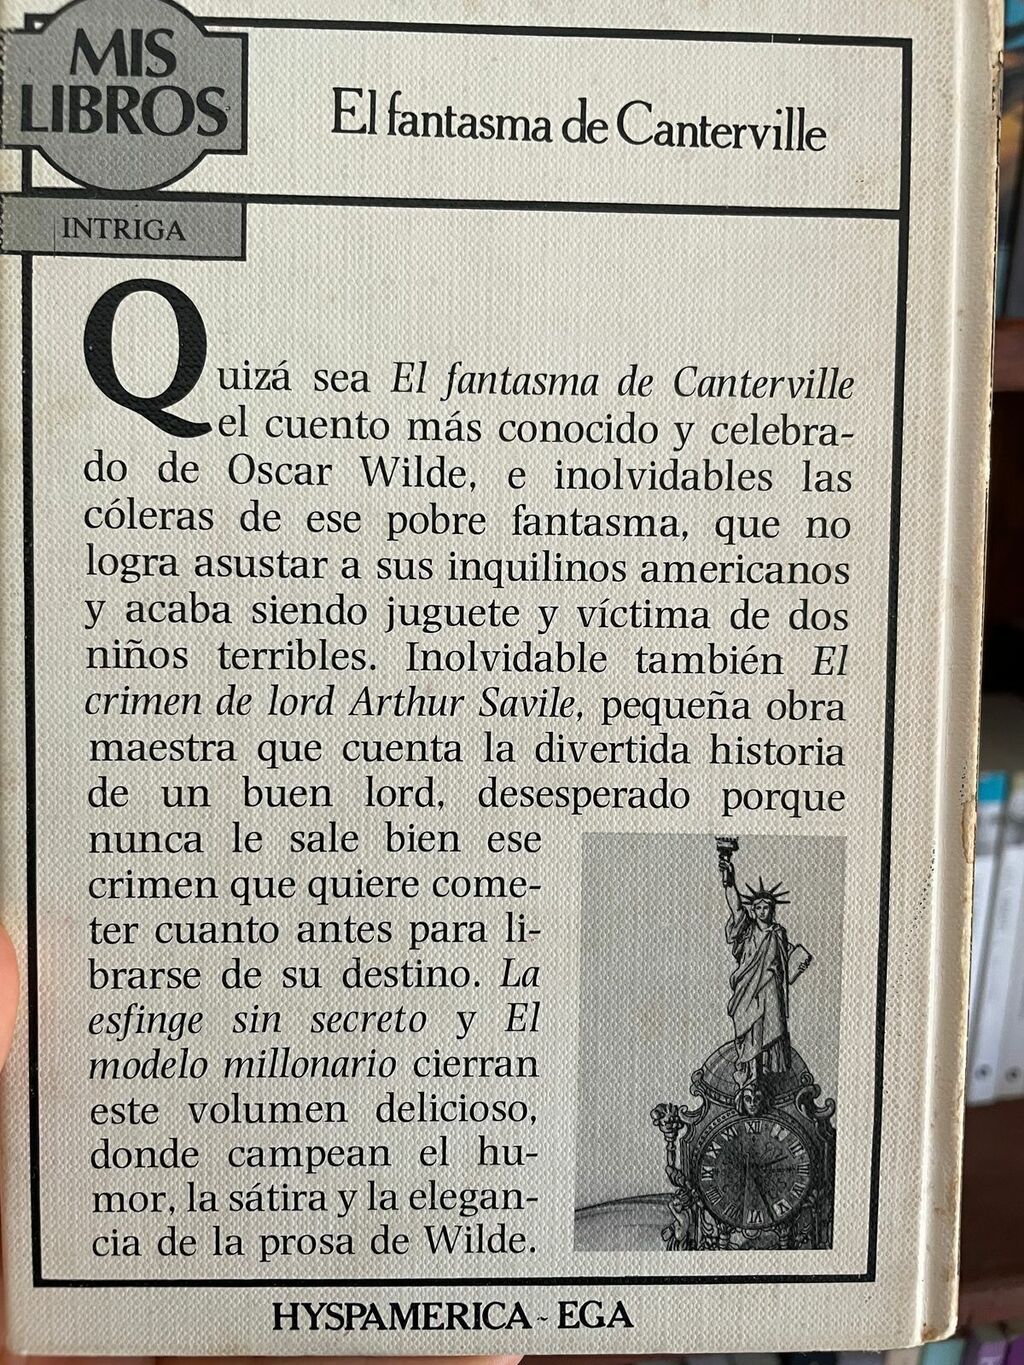 MIS
LIBROS
El fantasma de Canterville
INTRIGA
Quizá sea El fantasma de Canterville
el cuento más conocido y celebra-
do de Oscar Wilde, e inolvidables las
cóleras de ese pobre fantasma, que no
logra asustar a sus inquilinos americanos
y acaba siendo juguete y víctima de dos
niños terribles. Inolvidable también El
crimen de lord Arthur Savile, pequeña obra
maestra que cuenta la divertida historia
de un buen lord, desesperado porque
nunca le sale bien ese
crimen que quiere come-
ter cuanto antes para li-
brarse de su destino. La
esfinge sin secreto y El
modelo millonario cierran
este volumen delicioso,
donde campean el hu-
mor, la sátira y la elegan-
cia de la prosa de Wilde.
HYSPAMERICA ~ EGA